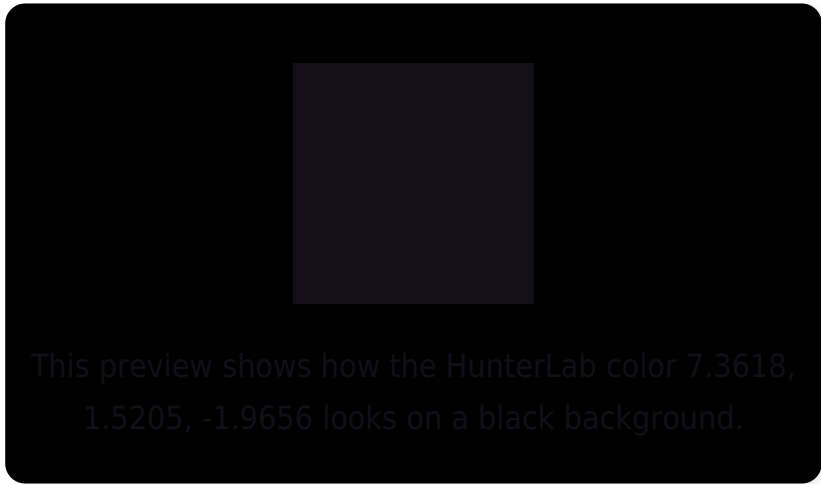 This preview shows how the HunterLab color 7.3618,
1.5205, -1.9656 looks on a black background.